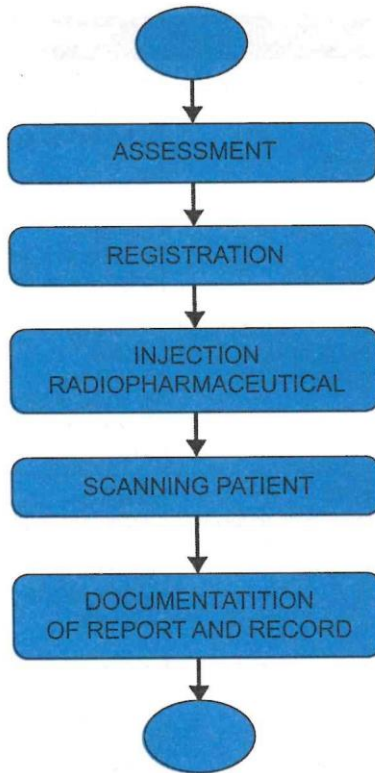 ASSESSMENT
REGISTRATION
INJECTION
RADIOPHARMACEUTICAL
SCANNING PATIENT
DOCUMENTATITION
OF REPORT AND RECORD